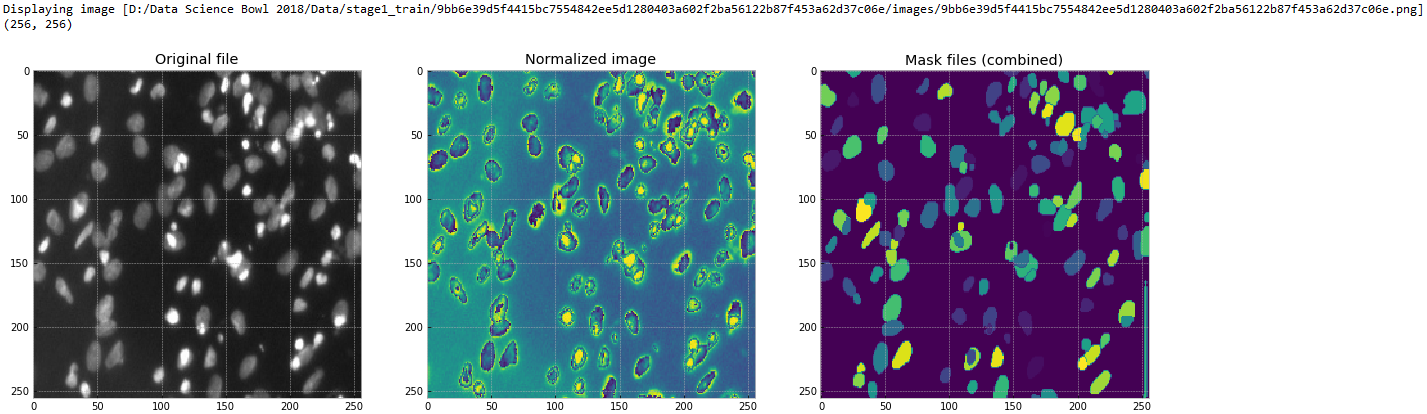 Displaying image [D:/Data Science Bowl 2018/Data/stage1_train/9bb6e39d5f4415bc7554842ee5d1280403a602f2ba56122b87f453a62d37c06e/images/9bb6e39d5f4415bc7554842ee5d1280403a602f2ba56122b87f453a62d37c06e.png]
(256, 256)
Original file
Normalized image
Mask files (combined)
0
50
100
150
200
250
0 50 100 150 200 250
0
50
100
150
200
250
0 50 100 150 200 250
0
50
100
150
200
250
0 50 100 150 200 250